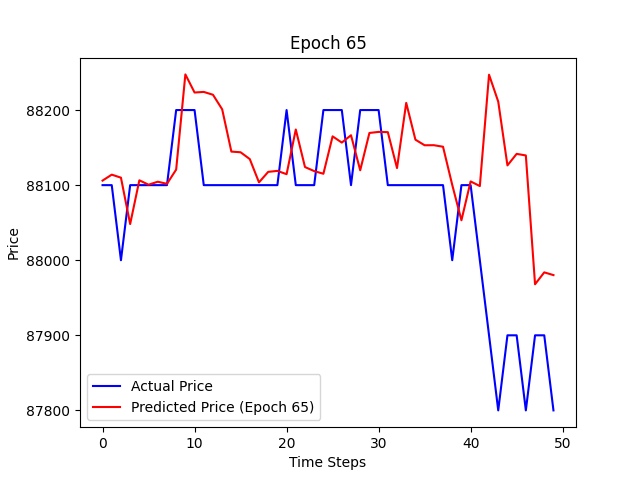 Epoch 65
88200
88100
88000
87900
87800
Price
Actual Price
Predicted Price (Epoch 65)
0 10 20 30 40 50
Time Steps